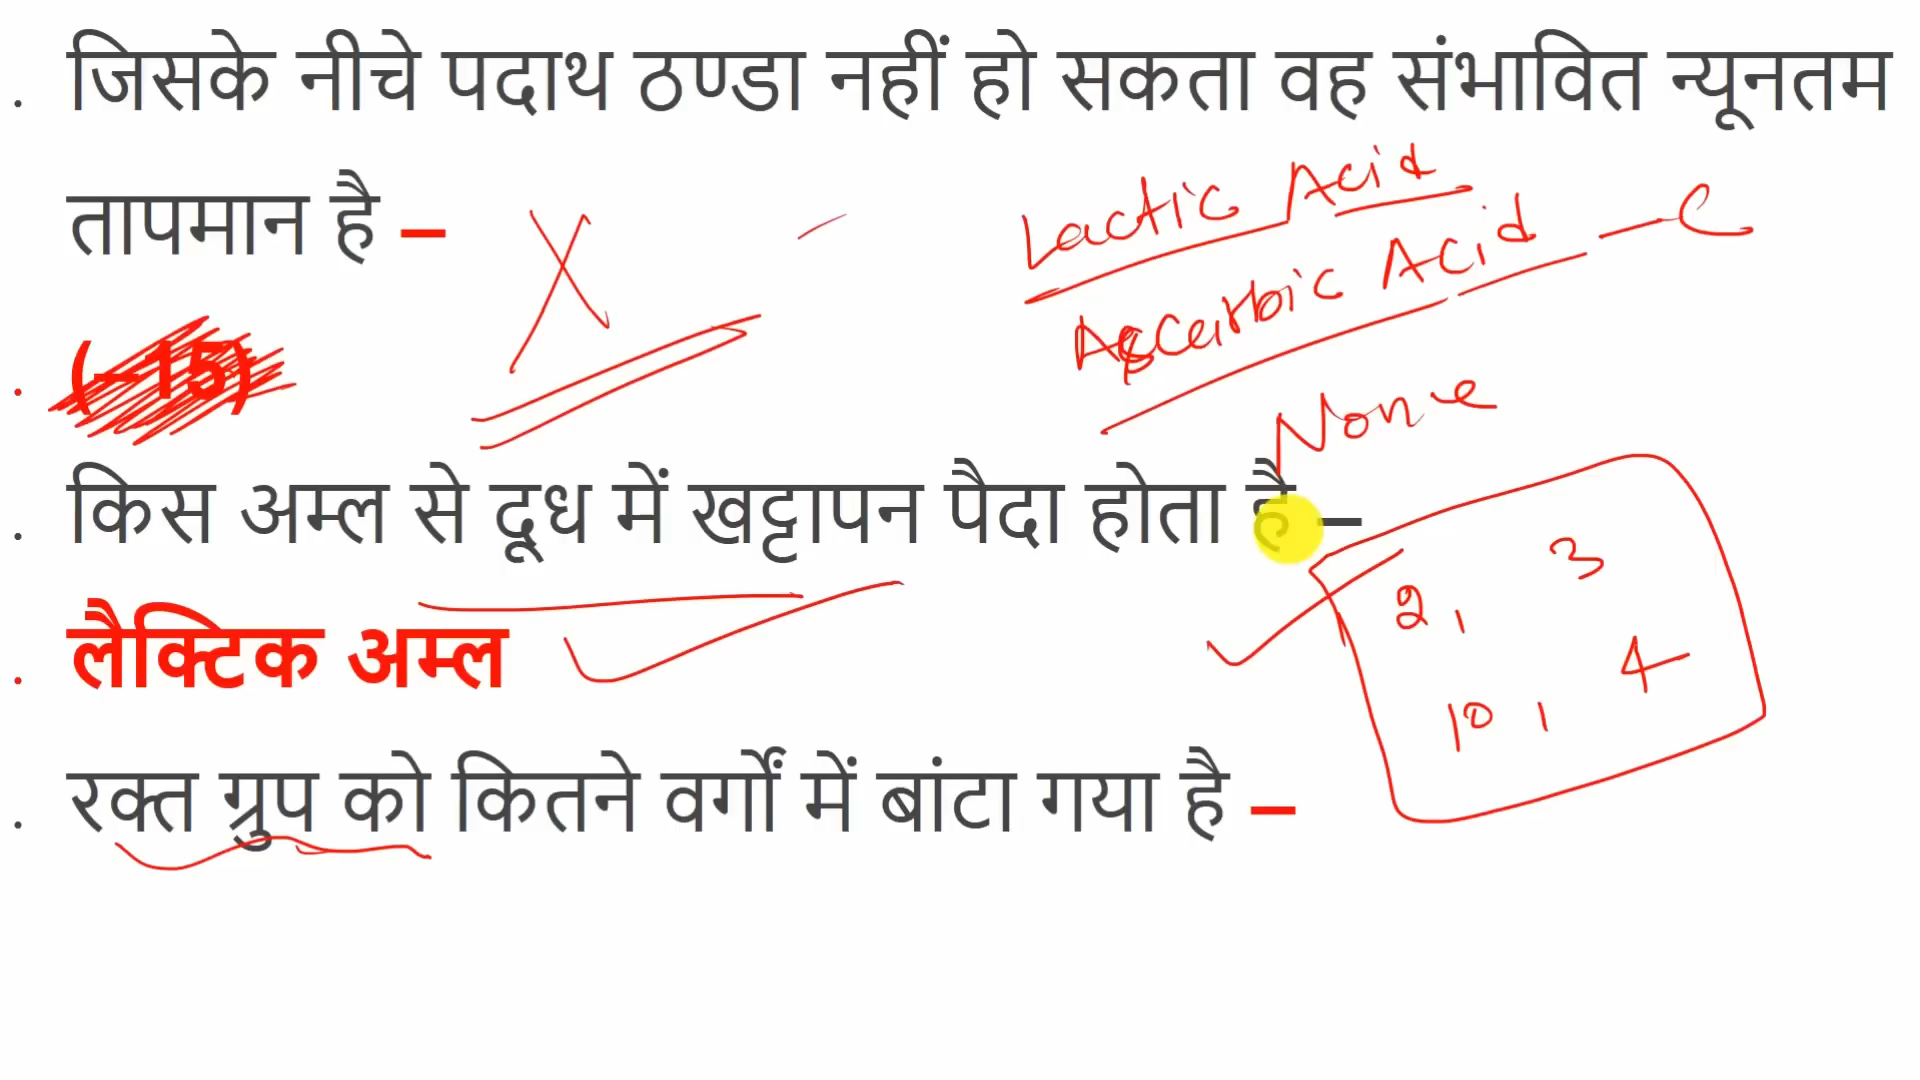 . जिसके नीचे पदाथ ठण्डा नहीं हो सकता वह संभावित न्यूनतम
तापमान है –
Lactic Acid
Ascorbic Acid — C
. (–15)
None
. किस अम्ल से दूध में खट्टापन पैदा होता है –
. लैक्टिक अम्ल
2, 3
10, 4
. रक्त ग्रुप को कितने वर्गों में बांटा गया है –